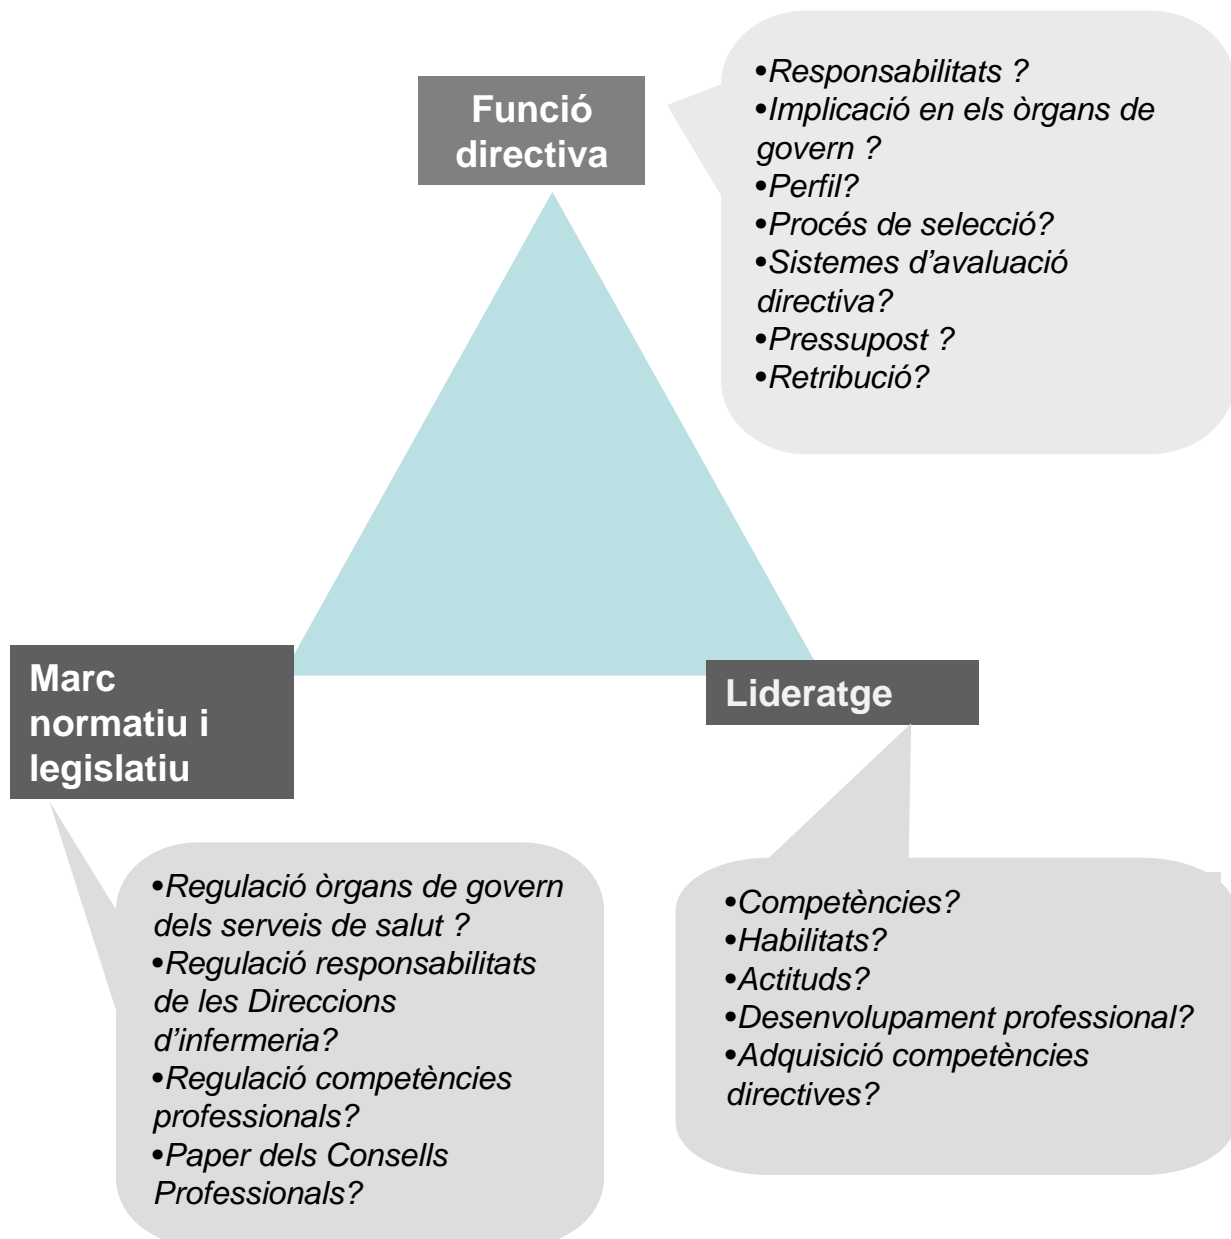 Funció
directiva
•Responsabilitats ?
•Implicació en els òrgans de
govern ?
•Perfil?
•Procés de selecció?
•Sistemes d’avaluació
directiva?
•Pressupost ?
•Retribució?
Marc
normatiu i
legislatiu
Lideratge
•Regulació òrgans de govern
dels serveis de salut ?
•Regulació responsabilitats
de les Direccions
d’infermeria?
•Regulació competències
professionals?
•Paper dels Consells
Professionals?
•Competències?
•Habilitats?
•Actituds?
•Desenvolupament professional?
•Adquisició competències
directives?